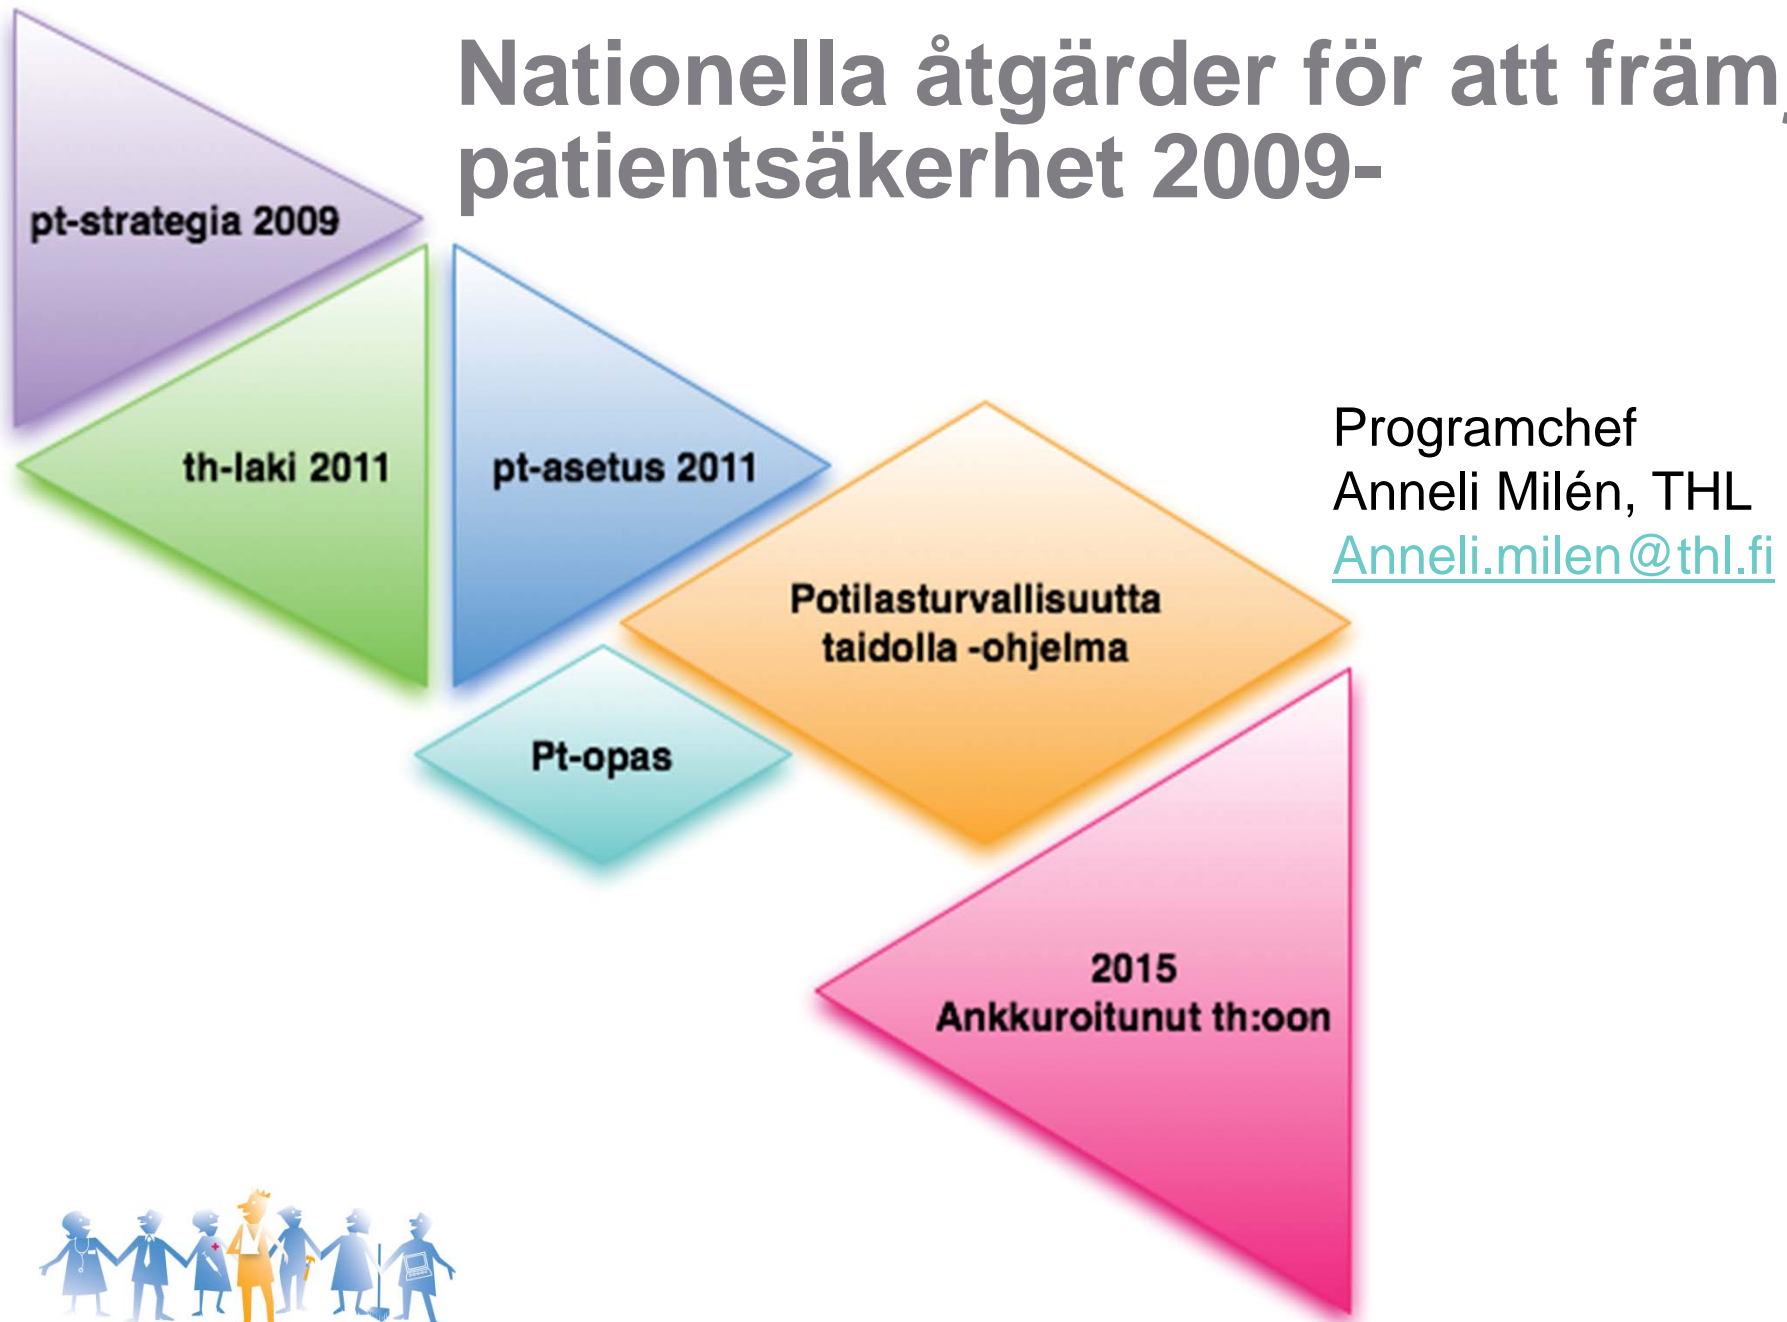 Nationella åtgärder för att främj
patientsäkerhet 2009-
pt-strategia 2009
th-laki 2011
pt-asetus 2011
Programchef
Anneli Milén, THL
Anneli.milen@thl.fi
Potilasturvallisuutta
taidolla -ohjelma
Pt-opas
2015
Ankkuroitunut th:oon